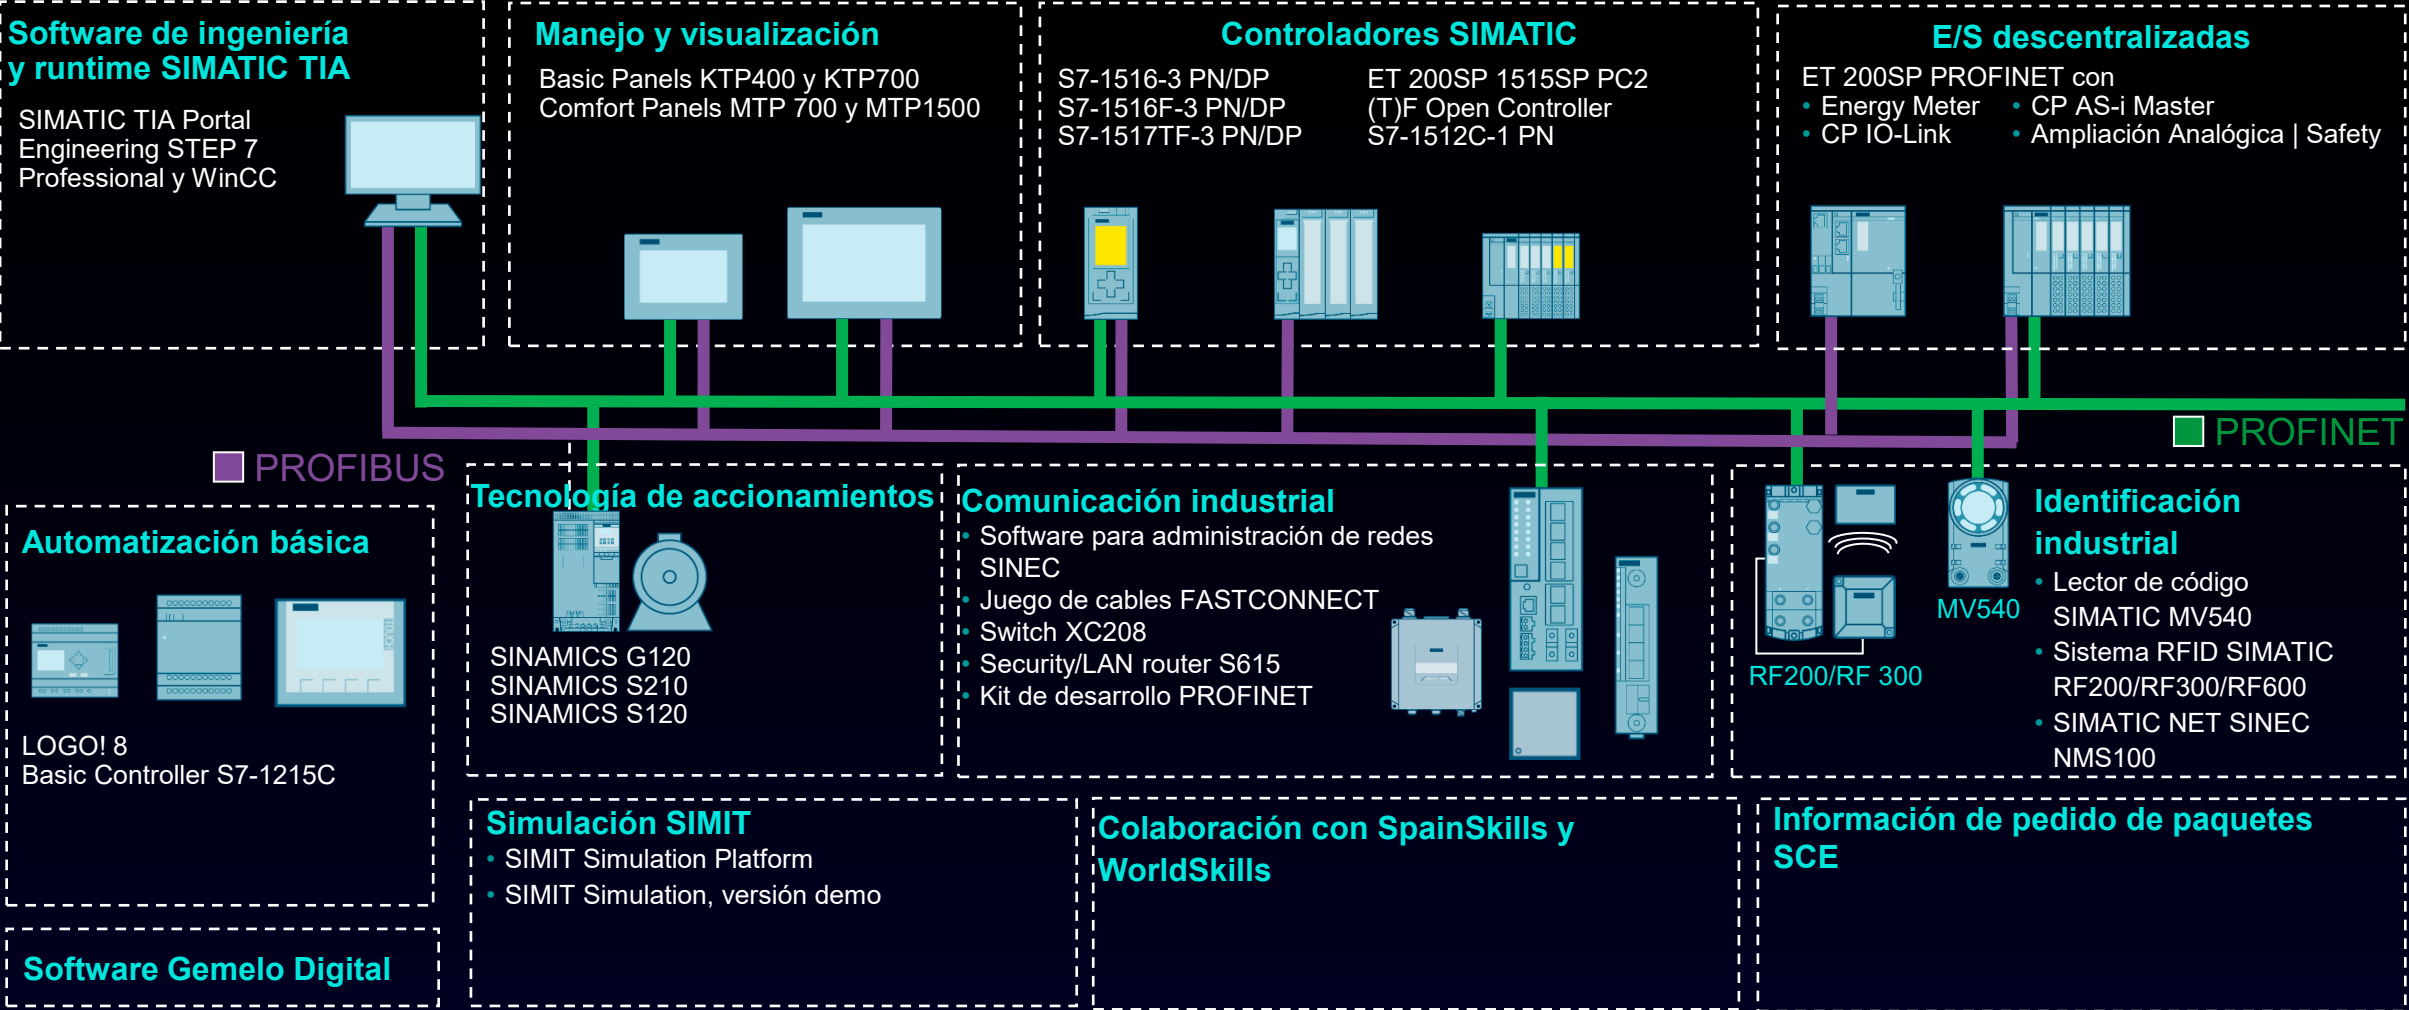 Software de ingeniería
y runtime SIMATIC TIA
SIMATIC TIA Portal
Engineering STEP 7
Professional y WinCC
Manejo y visualización
Basic Panels KTP400 y KTP700
Comfort Panels MTP 700 y MTP1500
Controladores SIMATIC
S7-1516-3 PN/DP
S7-1516F-3 PN/DP
S7-1517TF-3 PN/DP
ET 200SP 1515SP PC2
(T)F Open Controller
S7-1512C-1 PN
E/S descentralizadas
ET 200SP PROFINET con
• Energy Meter
• CP IO-Link
• CP AS-i Master
• Ampliación Analógica | Safety
PROFIBUS
PROFINET
Automatización básica
LOGO! 8
Basic Controller S7-1215C
Tecnología de accionamientos
SINAMICS G120
SINAMICS S210
SINAMICS S120
Comunicación industrial
• Software para administración de redes
SINEC
• Juego de cables FASTCONNECT
• Switch XC208
• Security/LAN router S615
• Kit de desarrollo PROFINET
RF200/RF 300
MV540
Identificación
industrial
• Lector de código
SIMATIC MV540
• Sistema RFID SIMATIC
RF200/RF300/RF600
• SIMATIC NET SINEC
NMS100
Software Gemelo Digital
Simulación SIMIT
• SIMIT Simulation Platform
• SIMIT Simulation, versión demo
Colaboración con SpainSkills y
WorldSkills
Información de pedido de paquetes
SCE